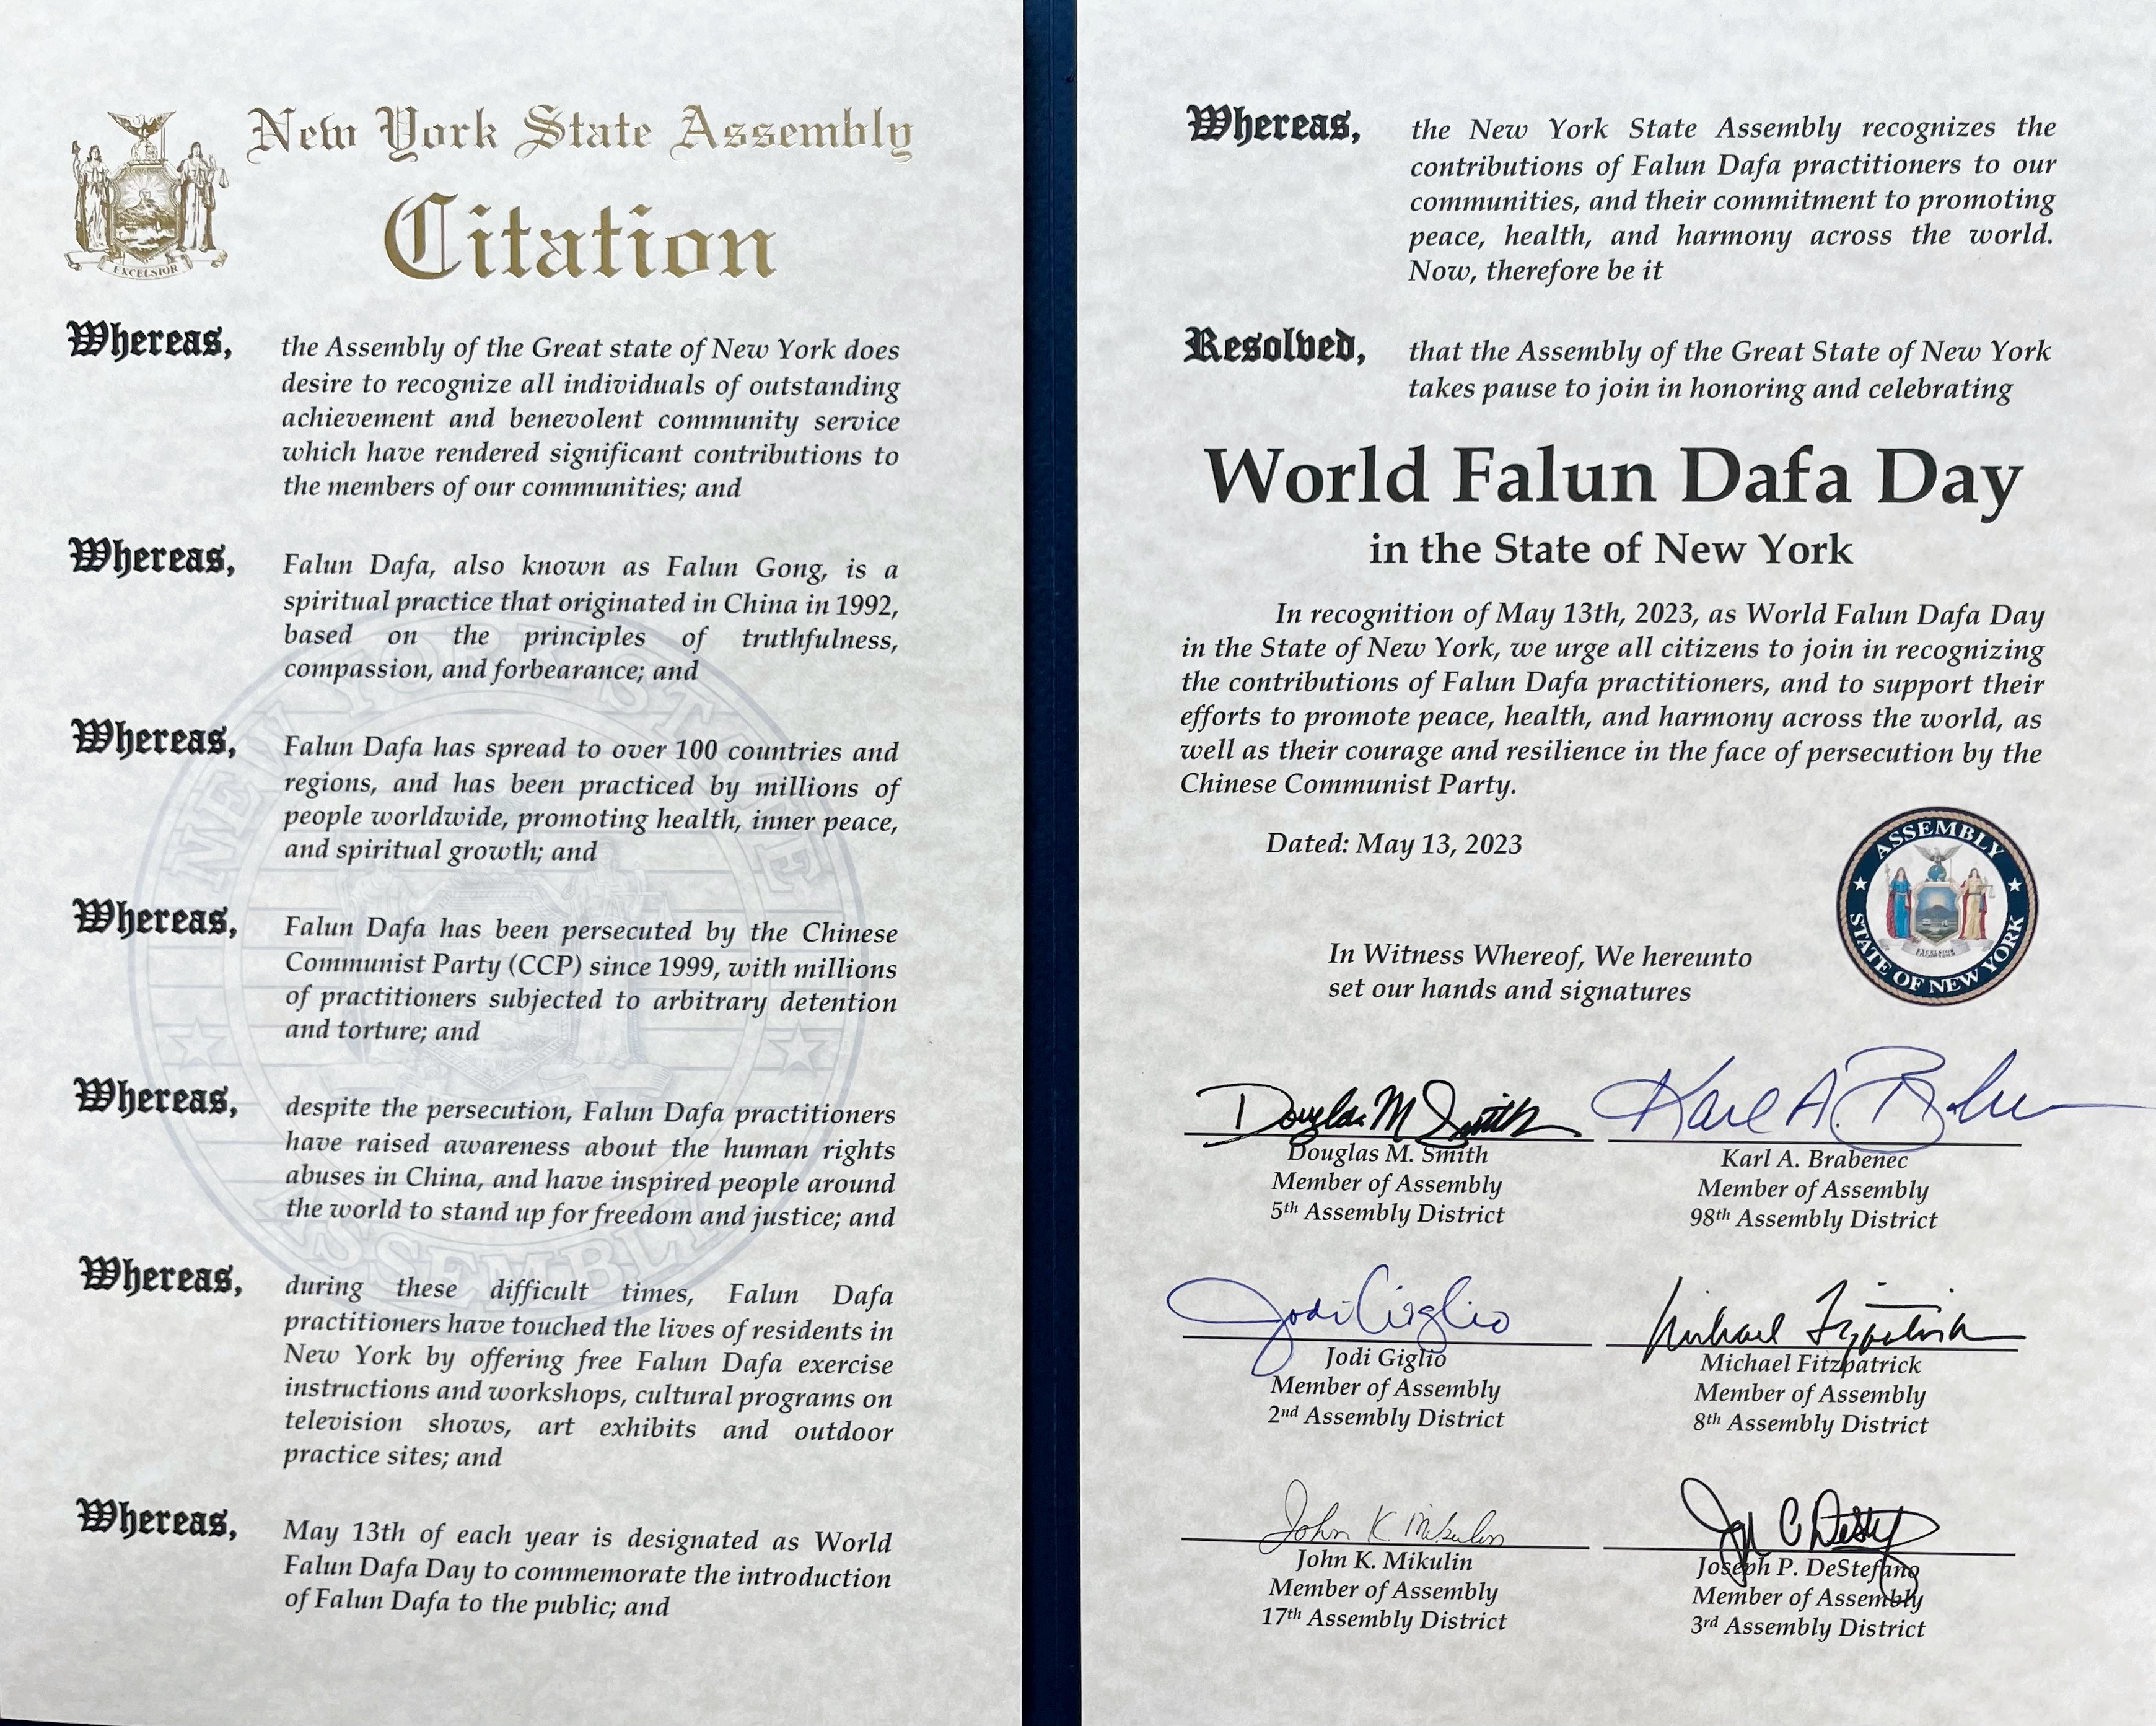 New York State Assembly
Citation
EXCELSIOR
Whereas,
the Assembly of the Great state of New York does
desire to recognize all individuals of outstanding
achievement and benevolent community service
which have rendered significant contributions to
the members of our communities; and
Whereas,
Falun Dafa, also known as Falun Gong, is a
spiritual practice that originated in China in 1992,
based on the principles of truthfulness,
compassion, and forbearance; and
Whereas,
Falun Dafa has spread to over 100 countries and
regions, and has been practiced by millions of
people worldwide, promoting health, inner peace,
and spiritual growth; and
Whereas,
Falun Dafa has been persecuted by the Chinese
Communist Party (CCP) since 1999, with millions
of practitioners subjected to arbitrary detention
and torture; and
Whereas,
despite the persecution, Falun Dafa practitioners
have raised awareness about the human rights
abuses in China, and have inspired people around
the world to stand up for freedom and justice; and
Whereas,
during these difficult times, Falun Dafa
practitioners have touched the lives of residents in
New York by offering free Falun Dafa exercise
instructions and workshops, cultural programs on
television shows, art exhibits and outdoor
practice sites; and
Whereas,
May 13th of each year is designated as World
Falun Dafa Day to commemorate the introduction
of Falun Dafa to the public; and
NEW YORK STATE
ASSEMBLY
Whereas,
the New York State Assembly recognizes the
contributions of Falun Dafa practitioners to our
communities, and their commitment to promoting
peace, health, and harmony across the world.
Now, therefore be it
Resolved,
that the Assembly of the Great State of New York
takes pause to join in honoring and celebrating
World Falun Dafa Day
in the State of New York
In recognition of May 13th, 2023, as World Falun Dafa Day
in the State of New York, we urge all citizens to join in recognizing
the contributions of Falun Dafa practitioners, and to support their
efforts to promote peace, health, and harmony across the world, as
well as their courage and resilience in the face of persecution by the
Chinese Communist Party.
Dated: May 13, 2023
ASSEMBLY
STATE OF NEW YORK
In Witness Whereof, We hereunto
set our hands and signatures
Douglas M Smith
Douglas M. Smith
Member of Assembly
5th Assembly District
Karl A.
Karl A. Brabenec
Member of Assembly
98th Assembly District
Jodi Giglio
Jodi Giglio
Member of Assembly
2nd Assembly District
Michael Fitzpatrick
Michael Fitzpatrick
Member of Assembly
8th Assembly District
John K. Mikulin
John K. Mikulin
Member of Assembly
17th Assembly District
Joseph P. DeStefano
Member of Assembly
3rd Assembly District